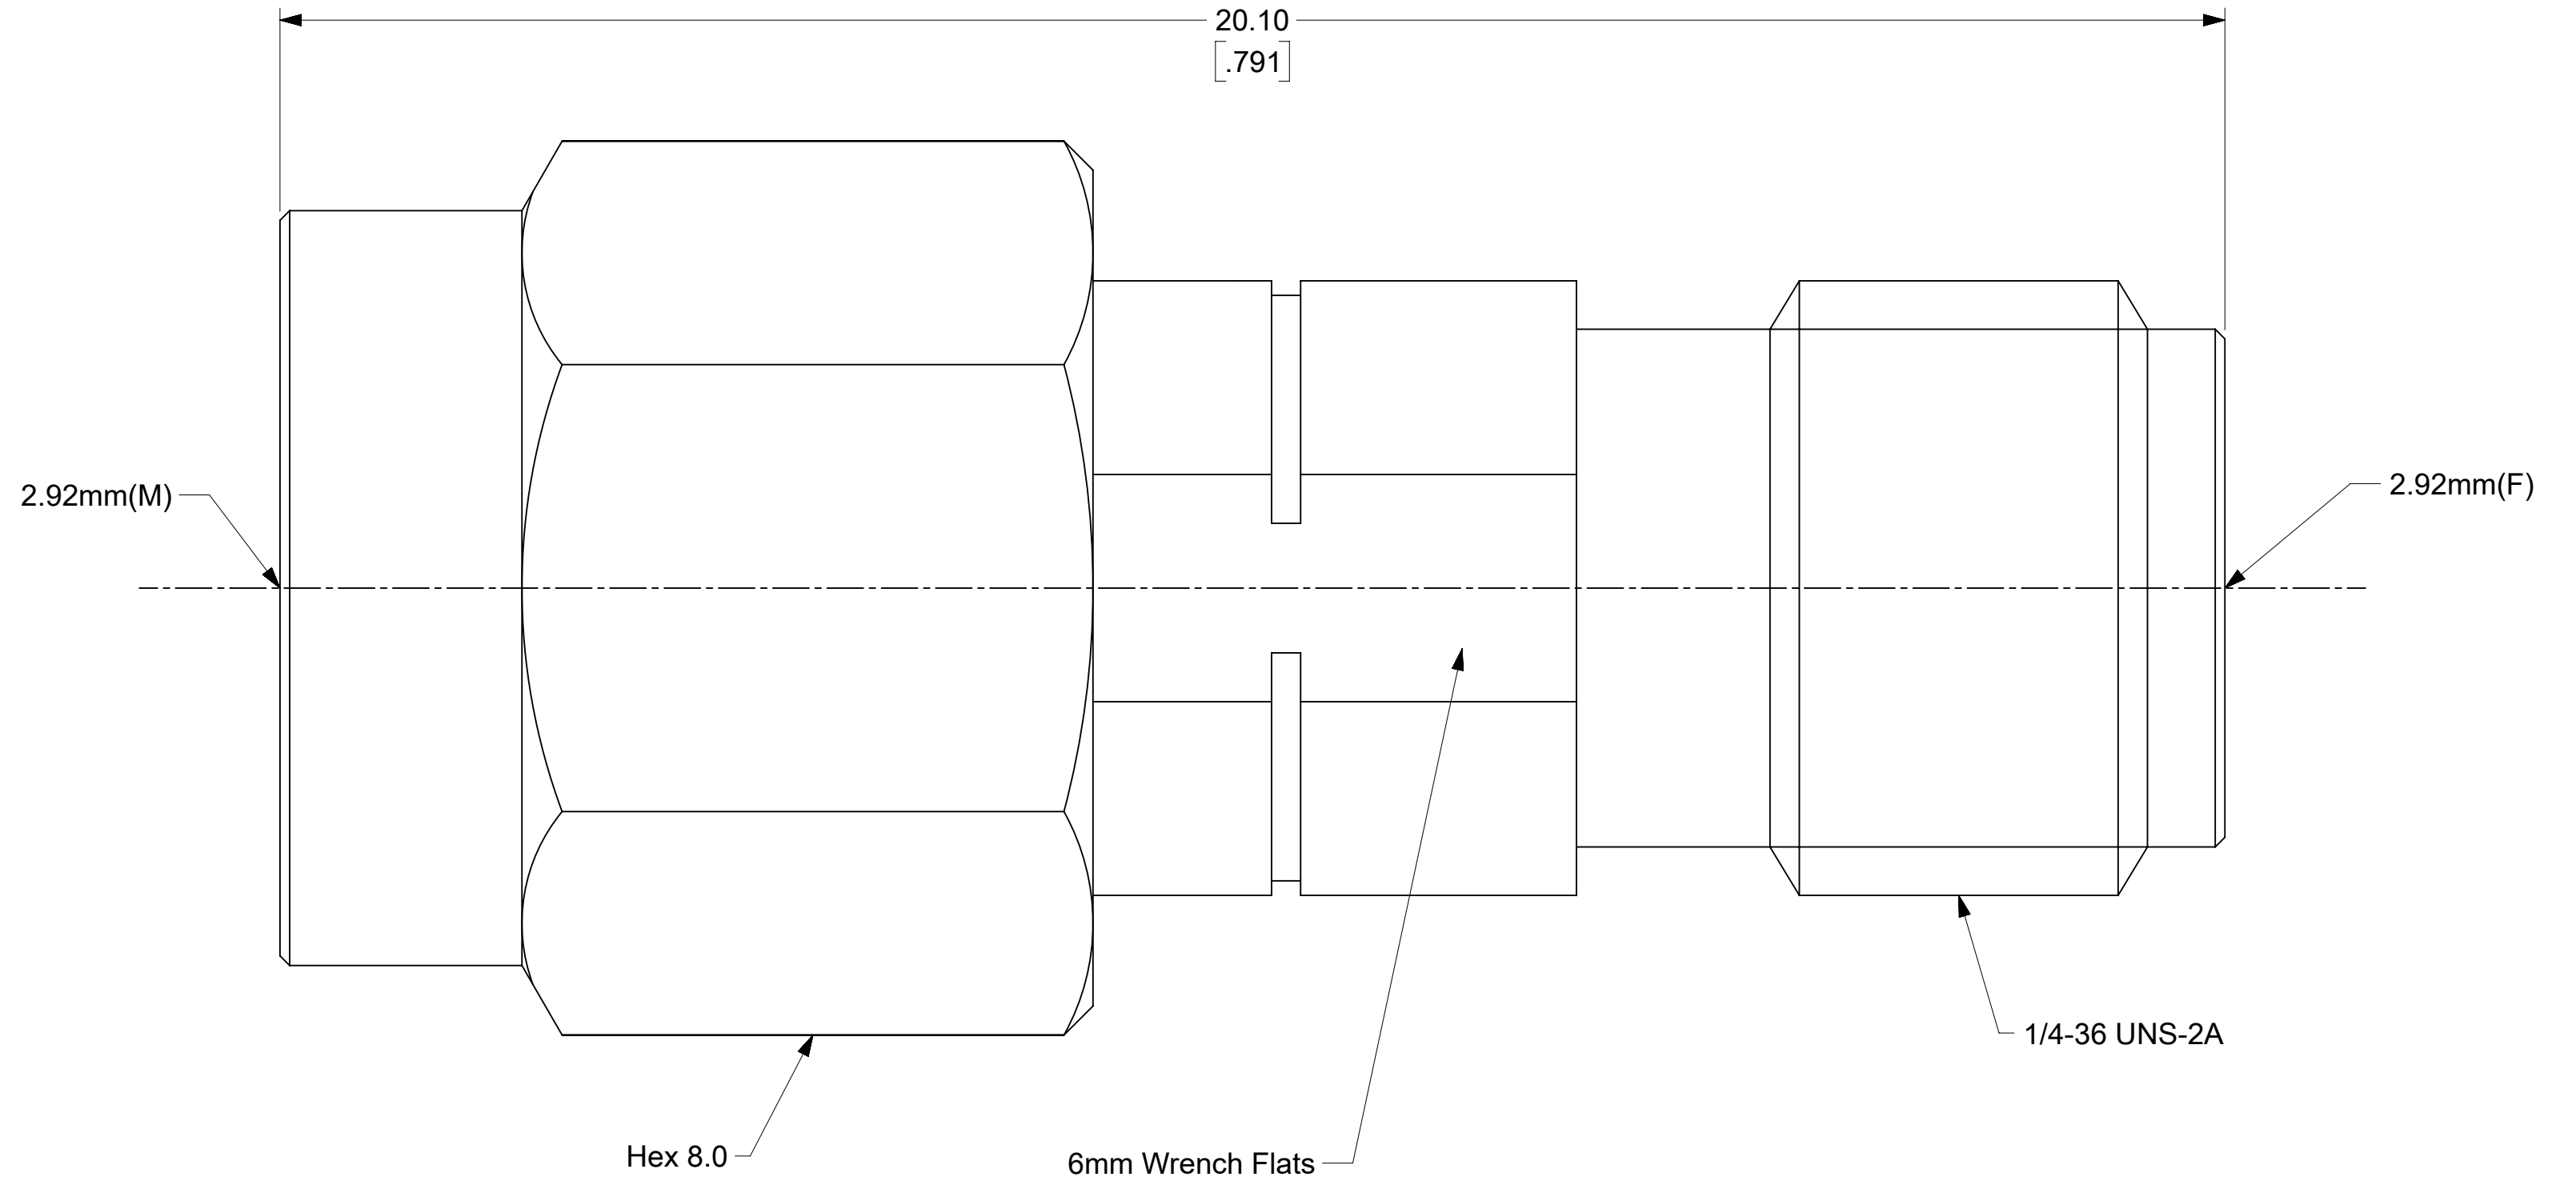 20.10
[.791]
2.92mm(M)
2.92mm(F)
1/4-36 UNS-2A
Hex 8.0
6mm Wrench Flats